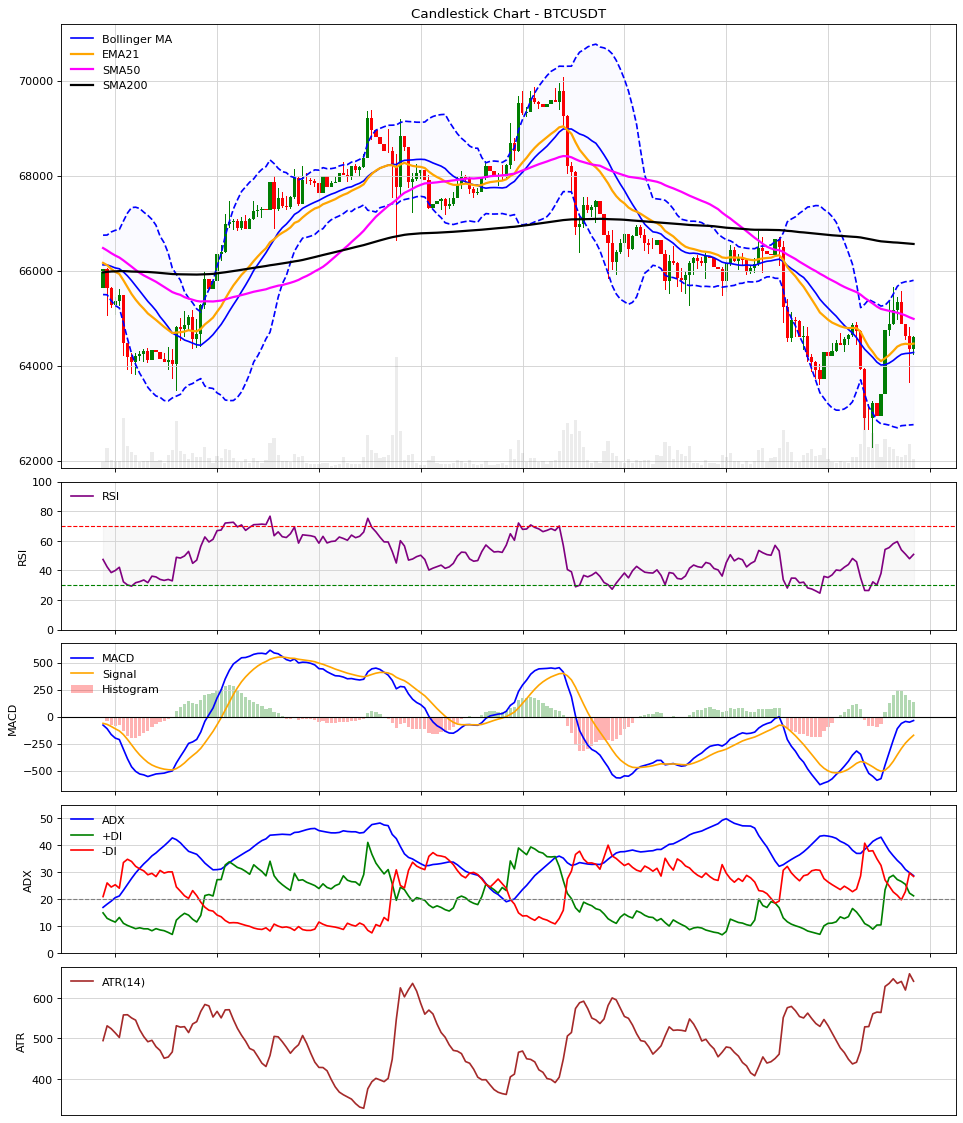 Candlestick Chart - BTCUSDT
Bollinger MA
EMA21
SMA50
SMA200
70000
68000
66000
64000
62000
RSI
100
80
60
40
20
0
RSI
MACD
Signal
Histogram
500
250
0
−250
−500
MACD
ADX
+DI
-DI
50
40
30
20
10
0
ADX
ATR(14)
600
500
400
ATR